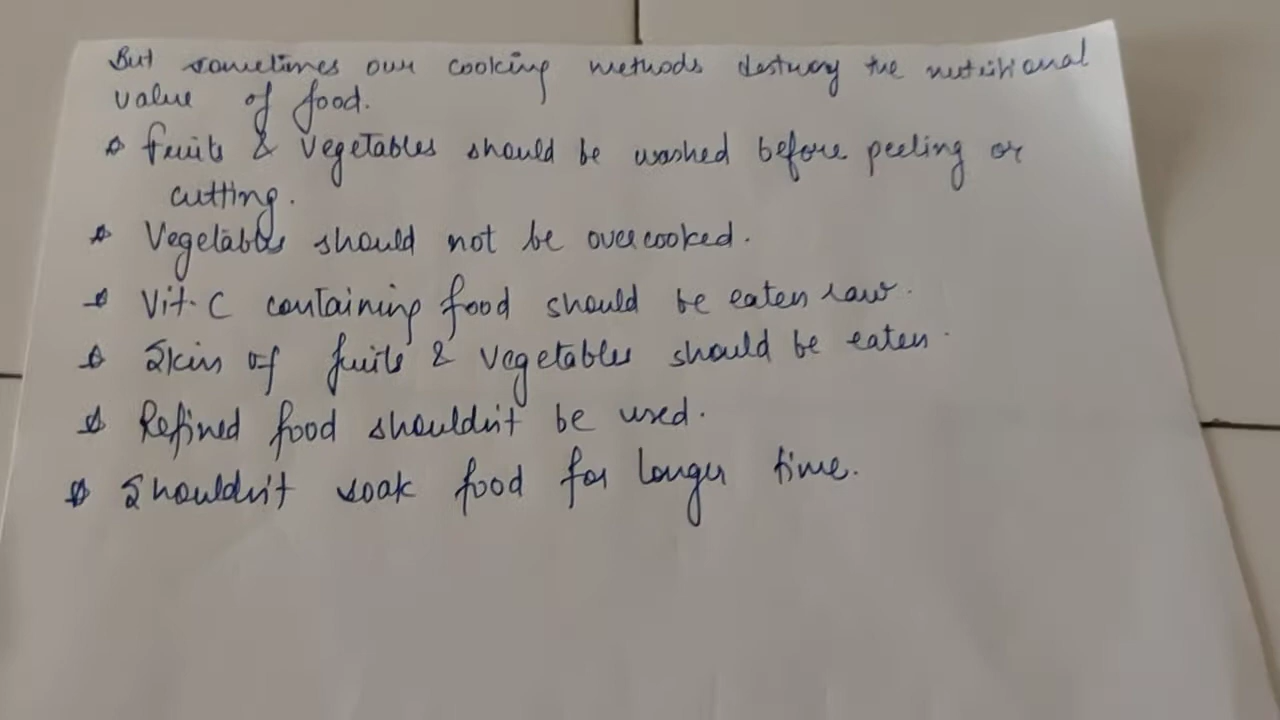 But sometimes our cooking methods destroy the nutritional
value of food.
☆ Fruits & Vegetables should be washed before peeling or
cutting.
☆ Vegetables should not be overcooked.
☆ Vit-C containing food should be eaten raw.
☆ Skin of fruits & vegetables should be eaten.
☆ Refined food shouldn't be used.
☆ Shouldn't soak food for longer time.